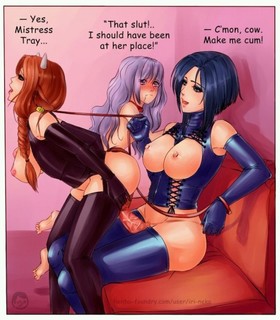 — Yes,
Mistress
Tray...
"That slut!..
I should have been
at her place!"
— C'mon, cow.
Make me cum!